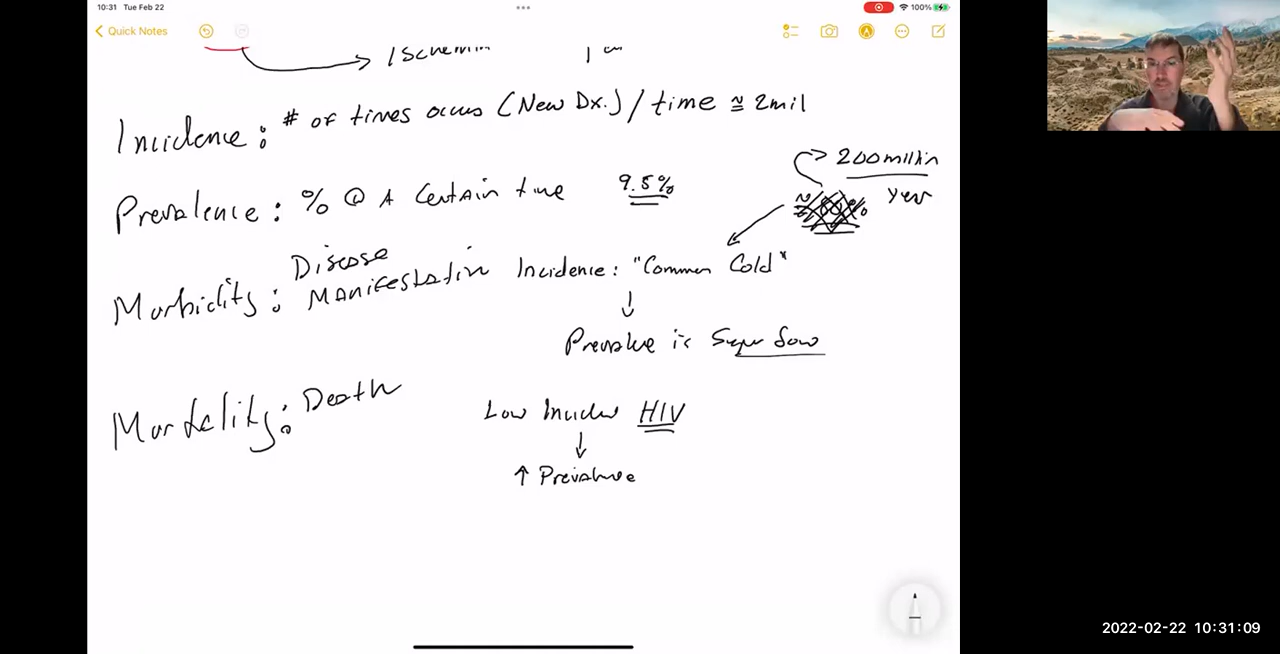 10:31 Tue Feb 22
100%
Quick Notes
Incidence: # of times occurs (New Dx.) / time ≅ 2mil
200 million
year
Prevalence: % @ A Certain time 9.5%
Morbidity: Disease Manifestation
Incidence: "Common Cold"
Prevalence is Super Low
Mortality: Death
Low Incidence HIV
↑ Prevalence
2022-02-22 10:31:09